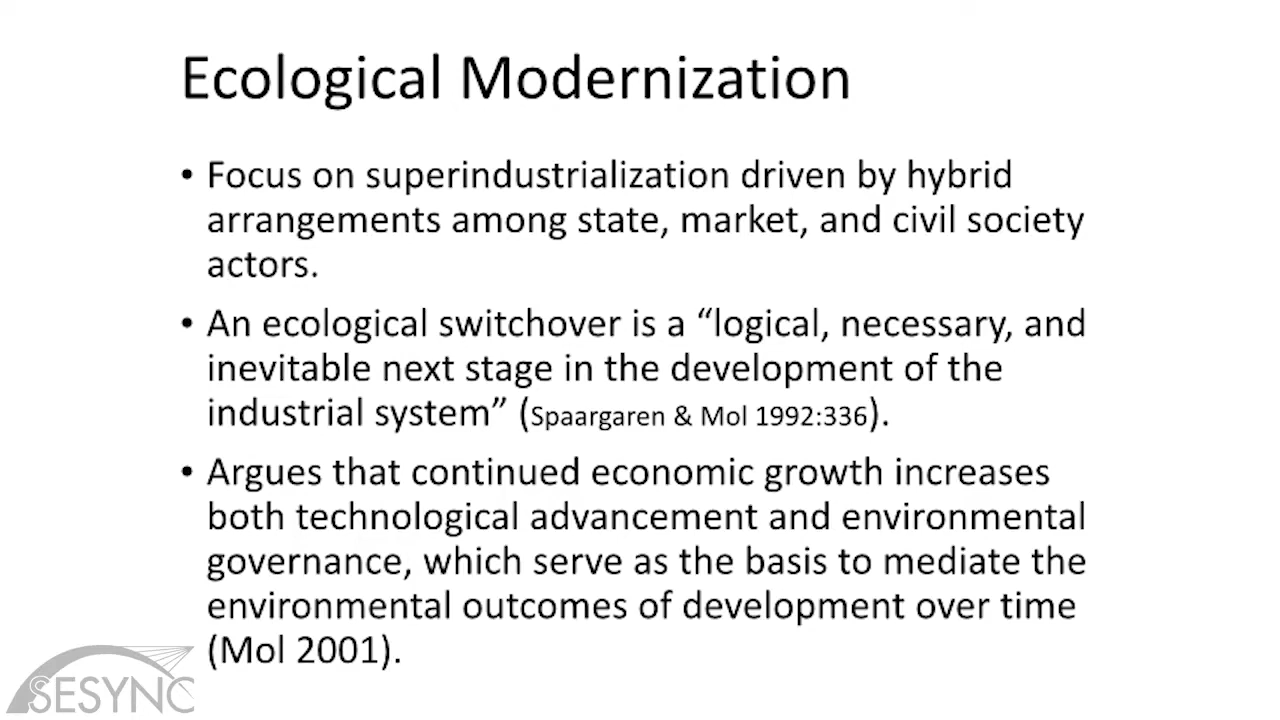 Ecological Modernization
• Focus on superindustrialization driven by hybrid
arrangements among state, market, and civil society
actors.
• An ecological switchover is a “logical, necessary, and
inevitable next stage in the development of the
industrial system” (Spaargaren & Mol 1992:336).
• Argues that continued economic growth increases
both technological advancement and environmental
governance, which serve as the basis to mediate the
environmental outcomes of development over time
(Mol 2001).
SESYNC